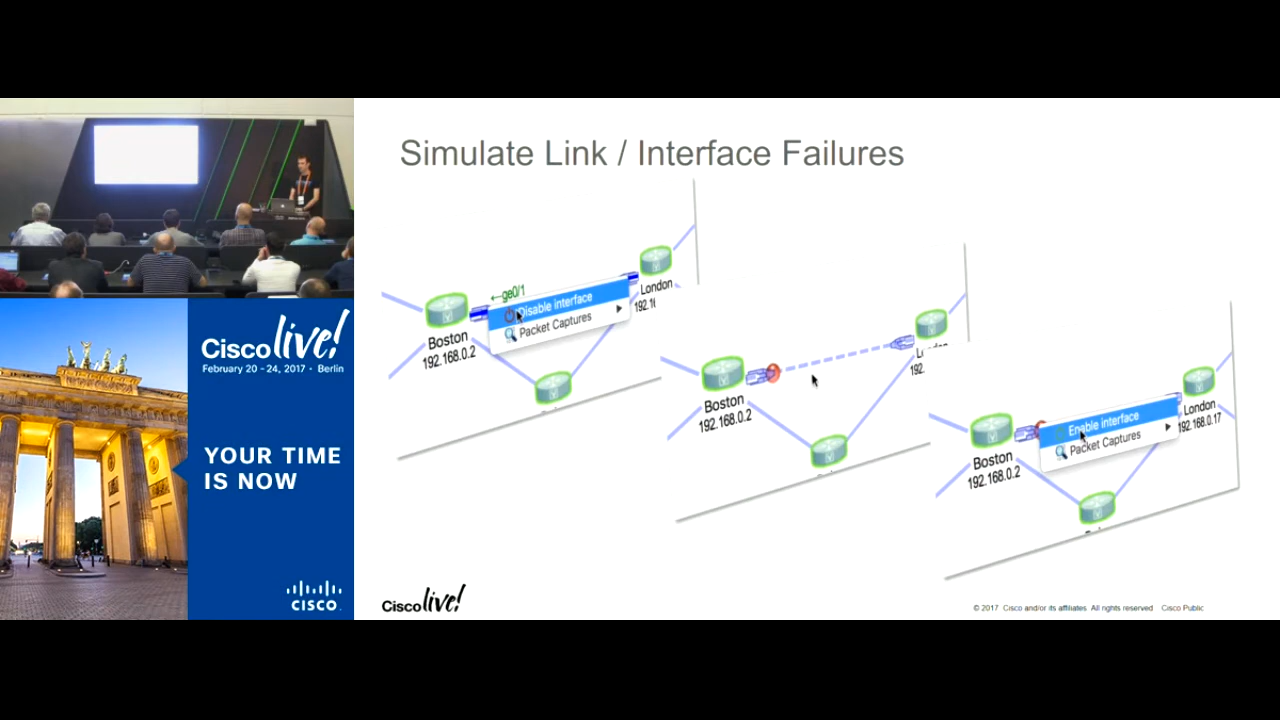 Simulate Link / Interface Failures
←ge0/1
Disable interface
Packet Captures
Boston
192.168.0.2
London
Boston
192.168.0.2
192.
Enable interface
Packet Captures
Boston
192.168.0.2
London
192.168.0.17
Cisco live!
February 20 - 24, 2017 • Berlin
YOUR TIME
IS NOW
CISCO
Cisco live!
© 2017 Cisco and/or its affiliates All rights reserved Cisco Public